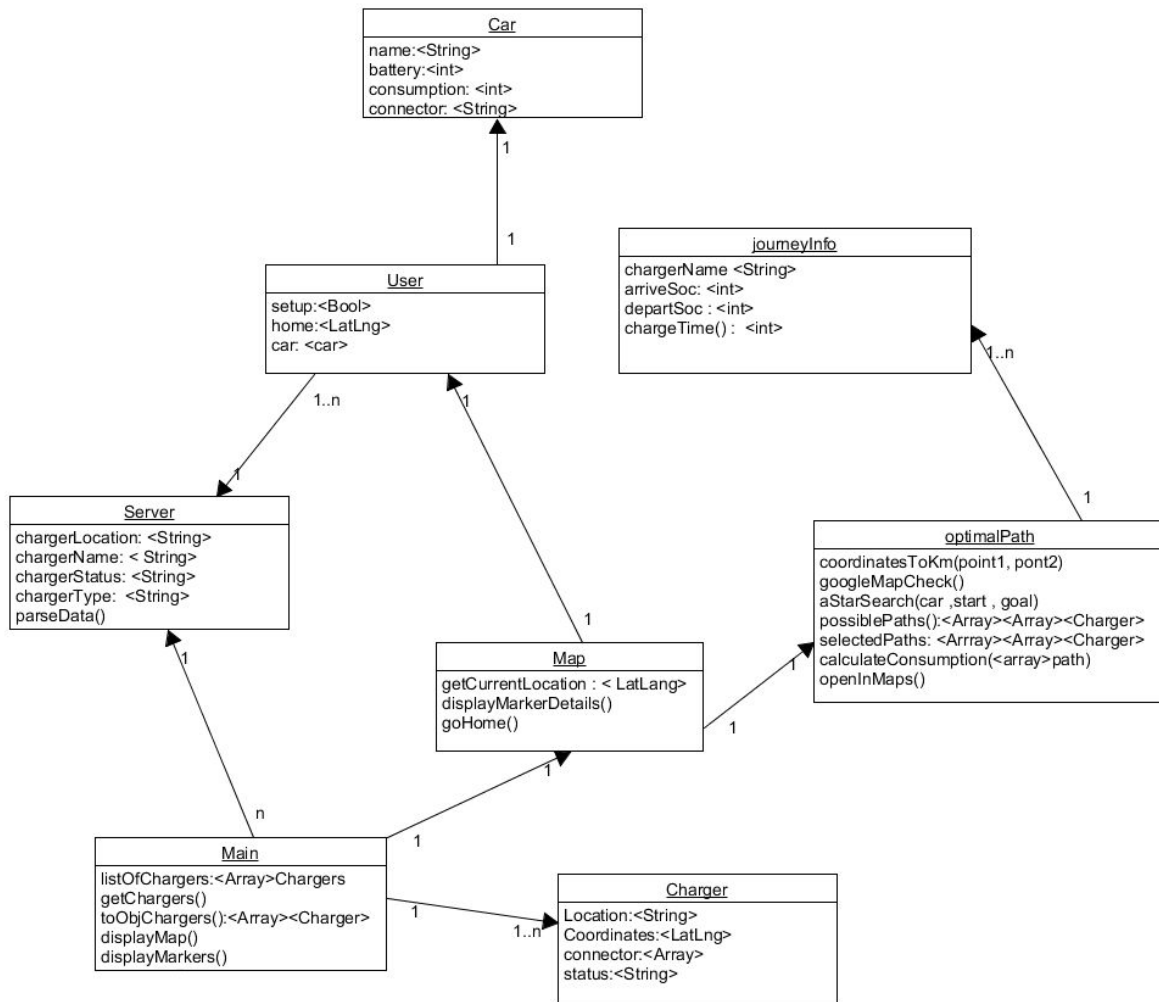 Car
name:<String>
battery:<int>
consumption: <int>
connector: <String>
1
1
journeyInfo
chargerName <String>
arriveSoc: <int>
departSoc : <int>
chargeTime() : <int>
User
setup:<Bool>
home:<LatLng>
car: <car>
1..n
1..n
1
1
1
Server
chargerLocation: <String>
chargerName: < String>
chargerStatus: <String>
chargerType: <String>
parseData()
optimalPath
coordinatesToKm(point1, pont2)
googleMapCheck()
aStarSearch(car ,start , goal)
possiblePaths():<Array><Array><Charger>
selectedPaths: <Arrray><Array><Charger>
calculateConsumption(<array>path)
openInMaps()
1
Map
getCurrentLocation : < LatLang>
displayMarkerDetails()
goHome()
1
1
1
1
n
1
Main
listOfChargers:<Array>Chargers
getChargers()
toObjChargers():<Array><Charger>
displayMap()
displayMarkers()
1
1..n
Charger
Location:<String>
Coordinates:<LatLng>
connector:<Array>
status:<String>